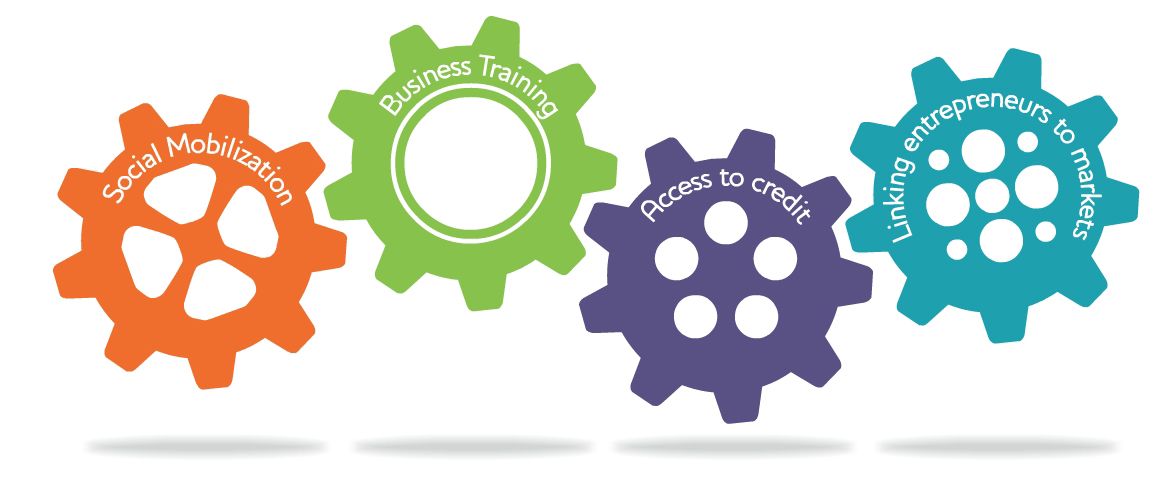 Social Mobilization
Business Training
Access to credit
Linking entrepreneurs to markets